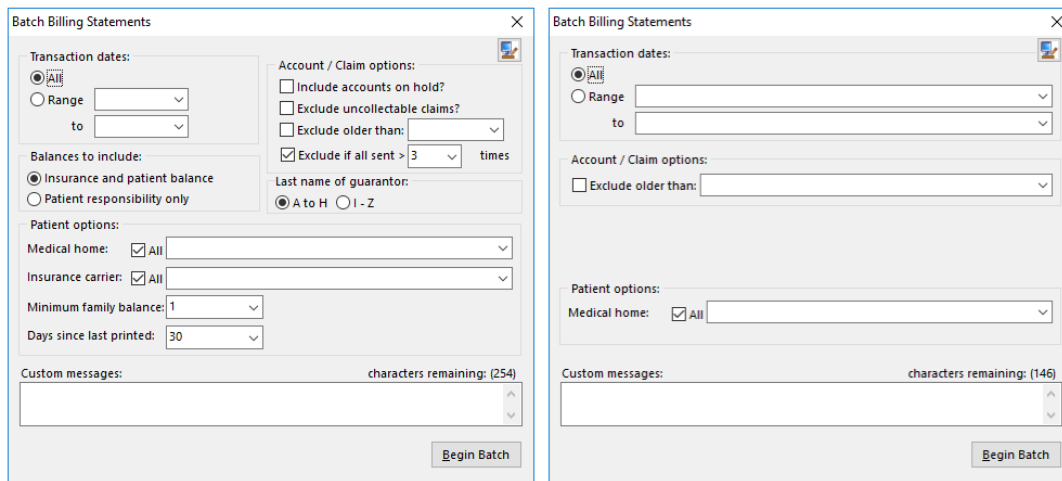 Batch Billing Statements
Transaction dates:
All
Range
to
Account / Claim options:
Include accounts on hold?
Exclude uncollectable claims?
Exclude older than:
Exclude if all sent > 3 times
Balances to include:
Insurance and patient balance
Patient responsibility only
Last name of guarantor:
A to H I - Z
Patient options:
Medical home: All
Insurance carrier: All
Minimum family balance: 1
Days since last printed: 30
Custom messages: characters remaining: (254)
Begin Batch
Batch Billing Statements
Transaction dates:
All
Range
to
Account / Claim options:
Exclude older than:
Patient options:
Medical home: All
Custom messages: characters remaining: (146)
Begin Batch